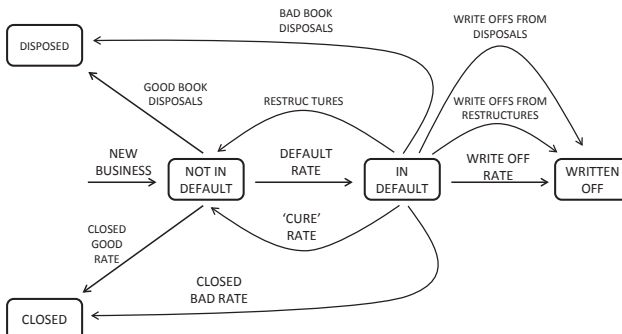 BAD BOOK
DISPOSALS
WRITE OFFS FROM
DISPOSALS
DISPOSED
GOOD BOOK
DISPOSALS
RESTRUC TURES
WRITE OFFS FROM
RESTRUCTURES
NEW
BUSINESS
NOT IN
DEFAULT
DEFAULT
RATE
IN
DEFAULT
WRITE OFF
RATE
WRITTEN
OFF
CLOSED
GOOD
RATE
‘CURE’
RATE
CLOSED
BAD RATE
CLOSED